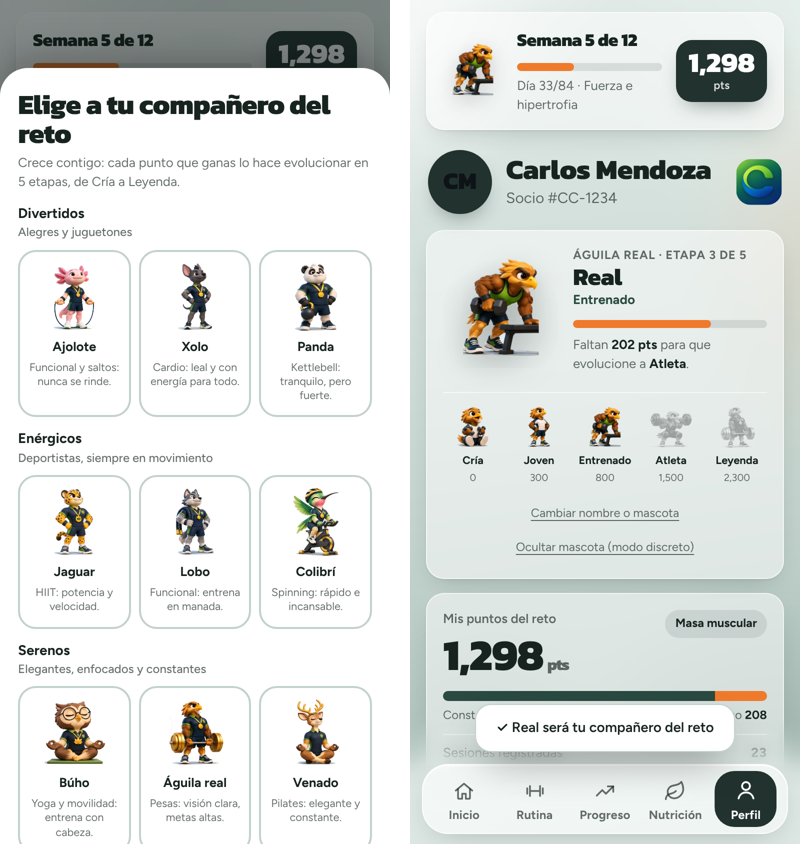 Semana 5 de 12
1,298
Elige a tu compañero del
reto
Crece contigo: cada punto que ganas lo hace evolucionar en
5 etapas, de Cría a Leyenda.
Divertidos
Alegres y juguetones
Ajolote
Funcional y saltos:
nunca se rinde.
Xolo
Cardio: leal y con
energía para todo.
Panda
Kettlebell:
tranquilo, pero
fuerte.
Enérgicos
Deportistas, siempre en movimiento
Jaguar
HIIT: potencia y
velocidad.
Lobo
Funcional: entrena
en manada.
Colibrí
Spinning: rápido e
incansable.
Serenos
Elegantes, enfocados y constantes
Búho
Yoga y movilidad:
entrena con
cabeza.
Águila real
Pesas: visión clara,
metas altas.
Venado
Pilates: elegante y
constante.
Semana 5 de 12
Día 33/84 · Fuerza e
hipertrofia
1,298
pts
CM
Carlos Mendoza
Socio #CC-1234
ÁGUILA REAL · ETAPA 3 DE 5
Real
Entrenado
Faltan 202 pts para que
evolucione a Atleta.
Cría
0
Joven
300
Entrenado
800
Atleta
1,500
Leyenda
2,300
Cambiar nombre o mascota
Ocultar mascota (modo discreto)
Mis puntos del reto
Masa muscular
1,298 pts
Const
o 208
✓ Real será tu compañero del reto
Sesiones registradas
23
Inicio
Rutina
Progreso
Nutrición
Perfil